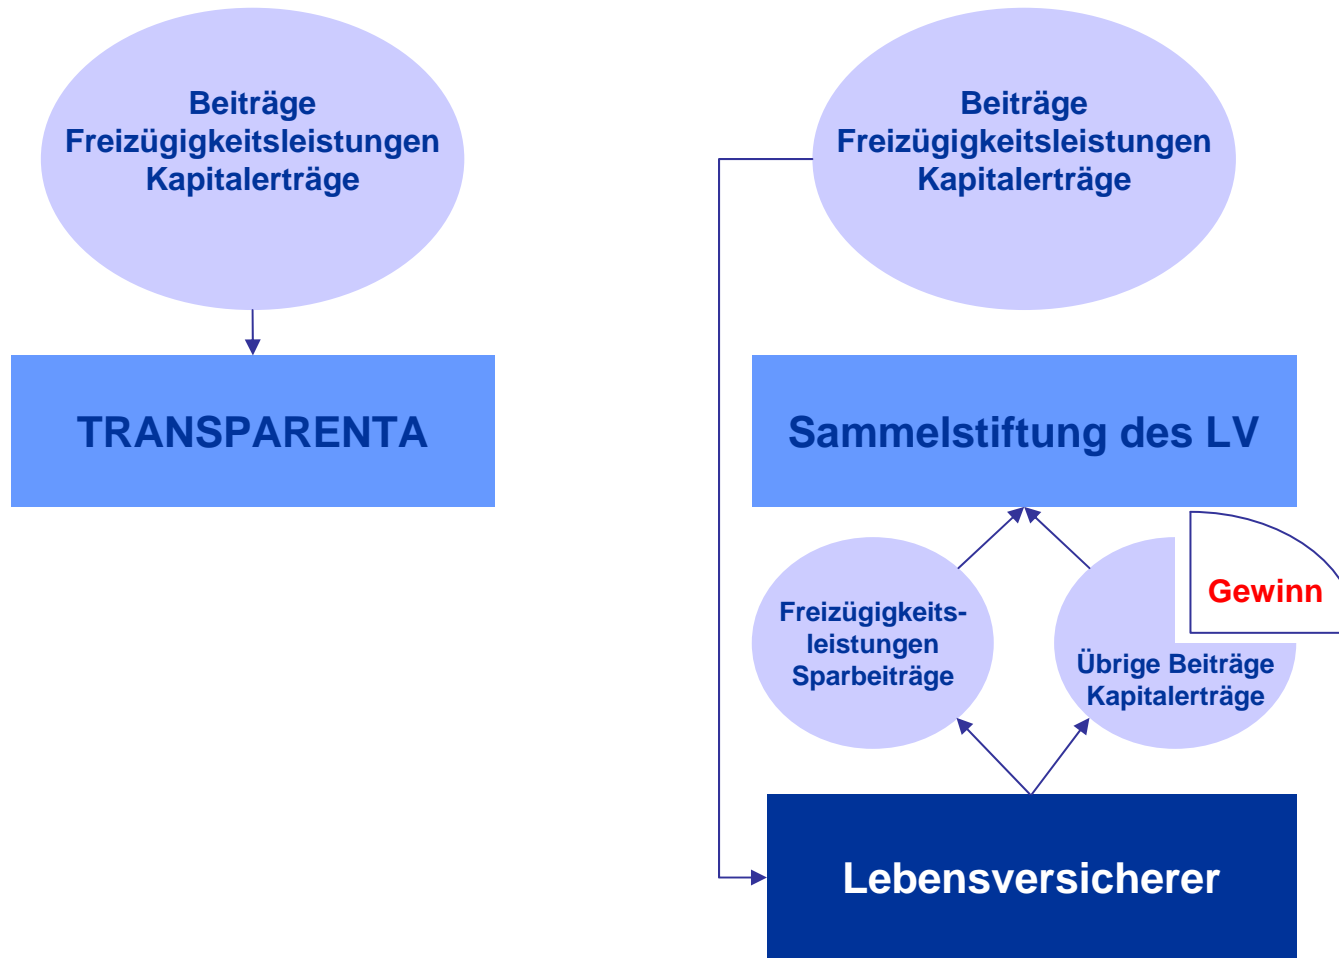 Beiträge
Freizügigkeitsleistungen
Kapitalerträge
TRANSPARENTA
Beiträge
Freizügigkeitsleistungen
Kapitalerträge
Sammelstiftung des LV
Freizügigkeits-
leistungen
Sparbeiträge
Gewinn
Übrige Beiträge
Kapitalerträge
Lebensversicherer